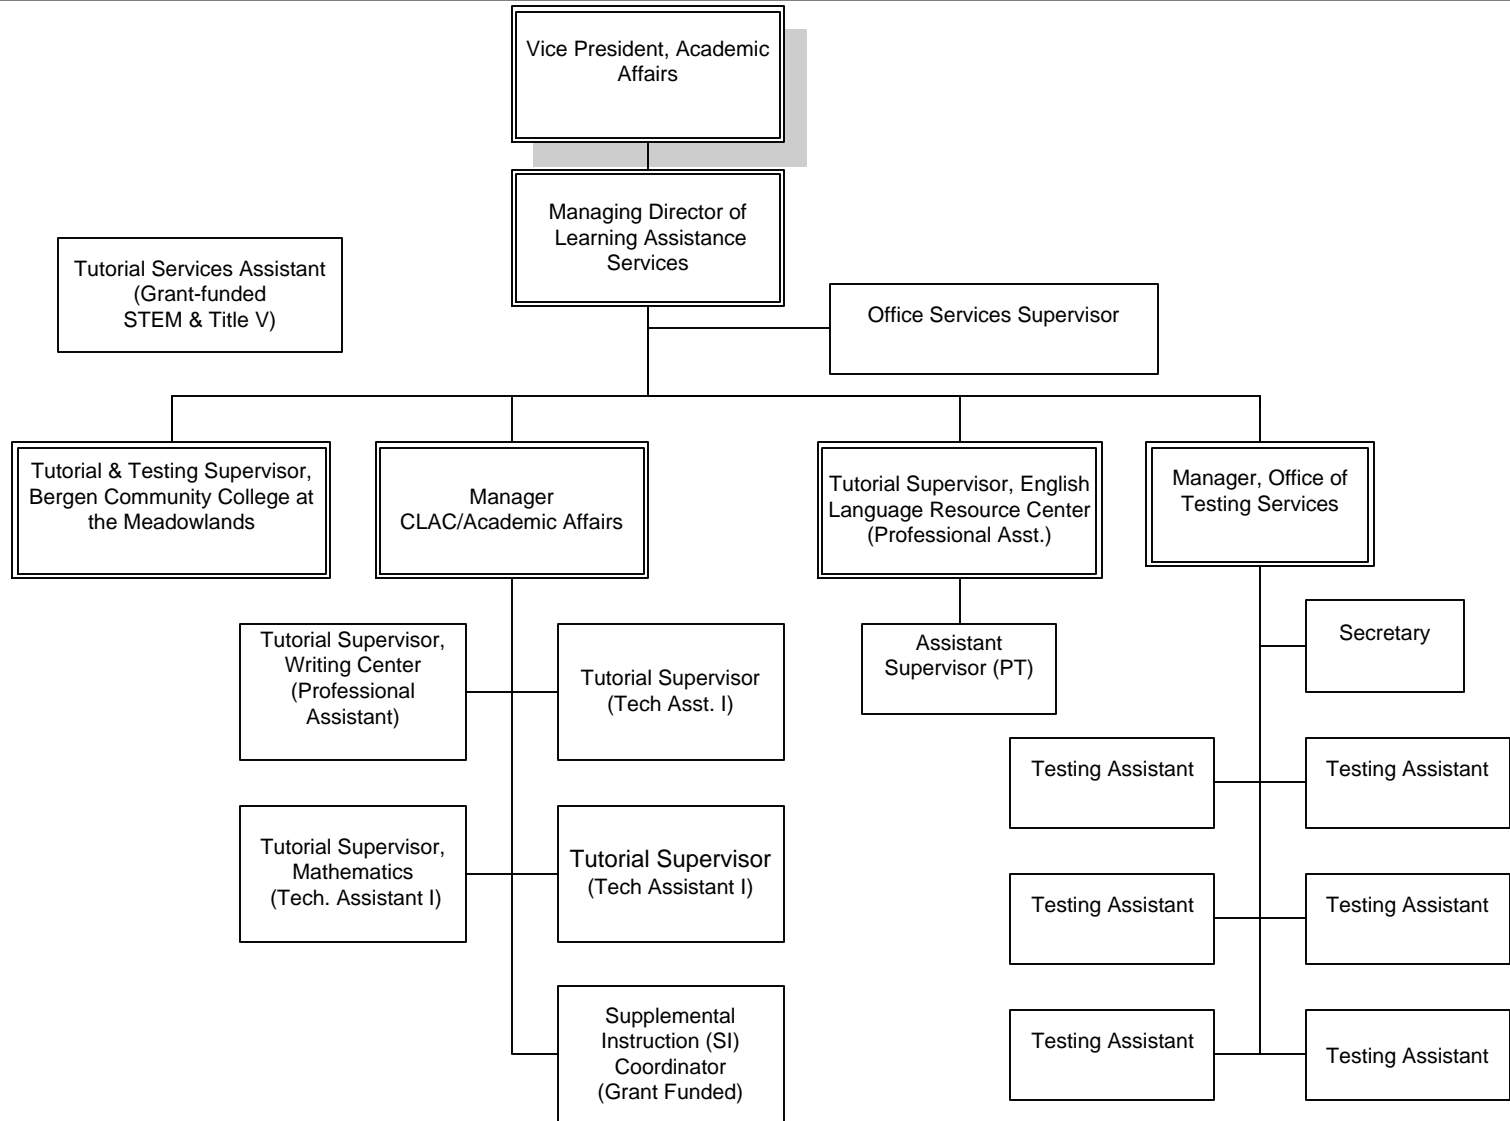 Vice President, Academic
Affairs
Managing Director of
Learning Assistance
Services
Tutorial Services Assistant
(Grant-funded
STEM & Title V)
Office Services Supervisor
Tutorial & Testing Supervisor,
Bergen Community College at
the Meadowlands
Manager
CLAC/Academic Affairs
Tutorial Supervisor, English
Language Resource Center
(Professional Asst.)
Manager, Office of
Testing Services
Tutorial Supervisor,
Writing Center
(Professional
Assistant)
Tutorial Supervisor
(Tech Asst. I)
Assistant
Supervisor (PT)
Secretary
Testing Assistant
Testing Assistant
Tutorial Supervisor,
Mathematics
(Tech. Assistant I)
Tutorial Supervisor
(Tech Assistant I)
Testing Assistant
Testing Assistant
Supplemental
Instruction (SI)
Coordinator
(Grant Funded)
Testing Assistant
Testing Assistant